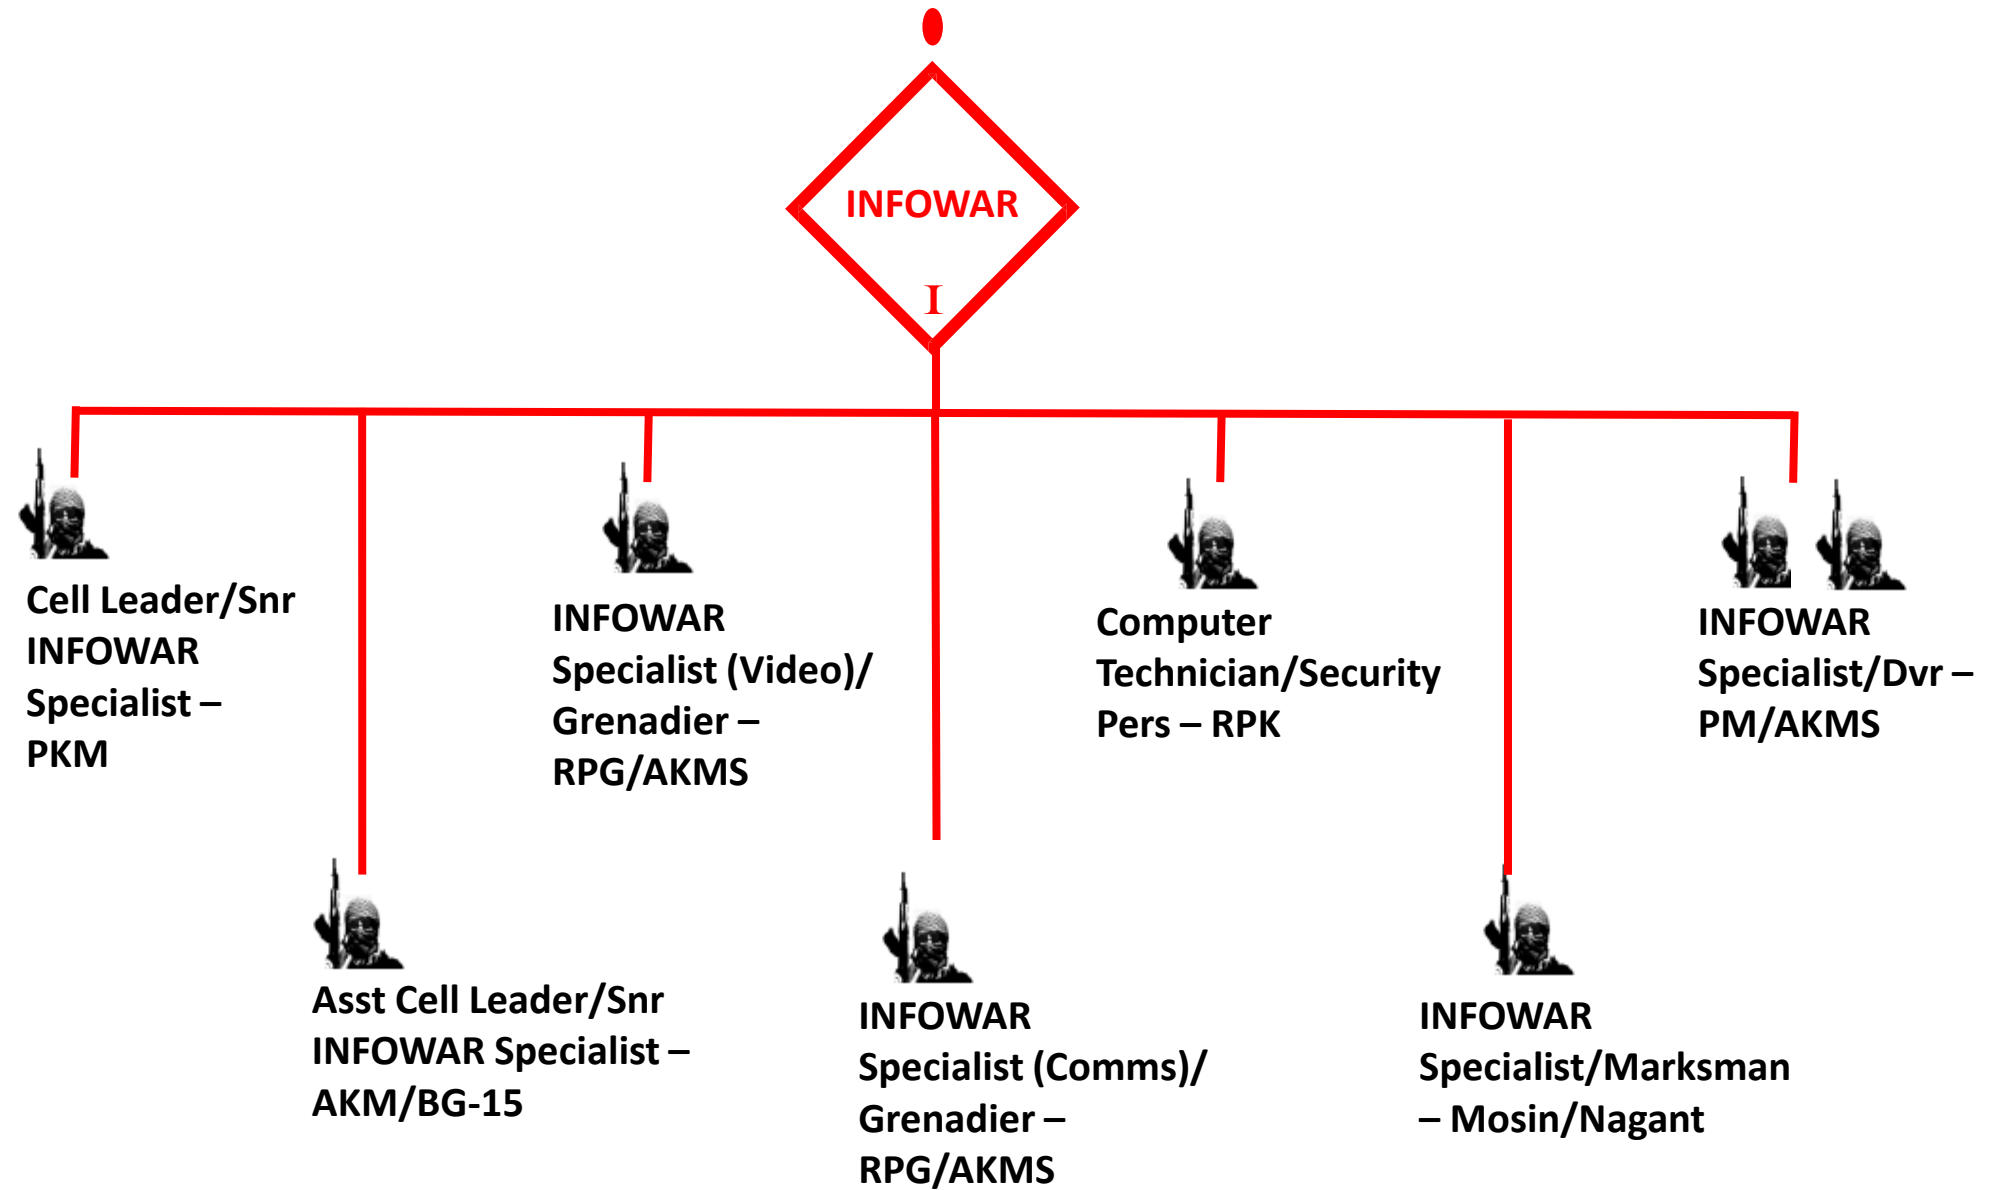 INFOWAR
I
Cell Leader/Snr
INFOWAR
Specialist –
PKM
Asst Cell Leader/Snr
INFOWAR Specialist –
AKM/BG-15
INFOWAR
Specialist (Video)/
Grenadier –
RPG/AKMS
INFOWAR
Specialist (Comms)/
Grenadier –
RPG/AKMS
Computer
Technician/Security
Pers – RPK
INFOWAR
Specialist/Marksman
– Mosin/Nagant
INFOWAR
Specialist/Dvr –
PM/AKMS